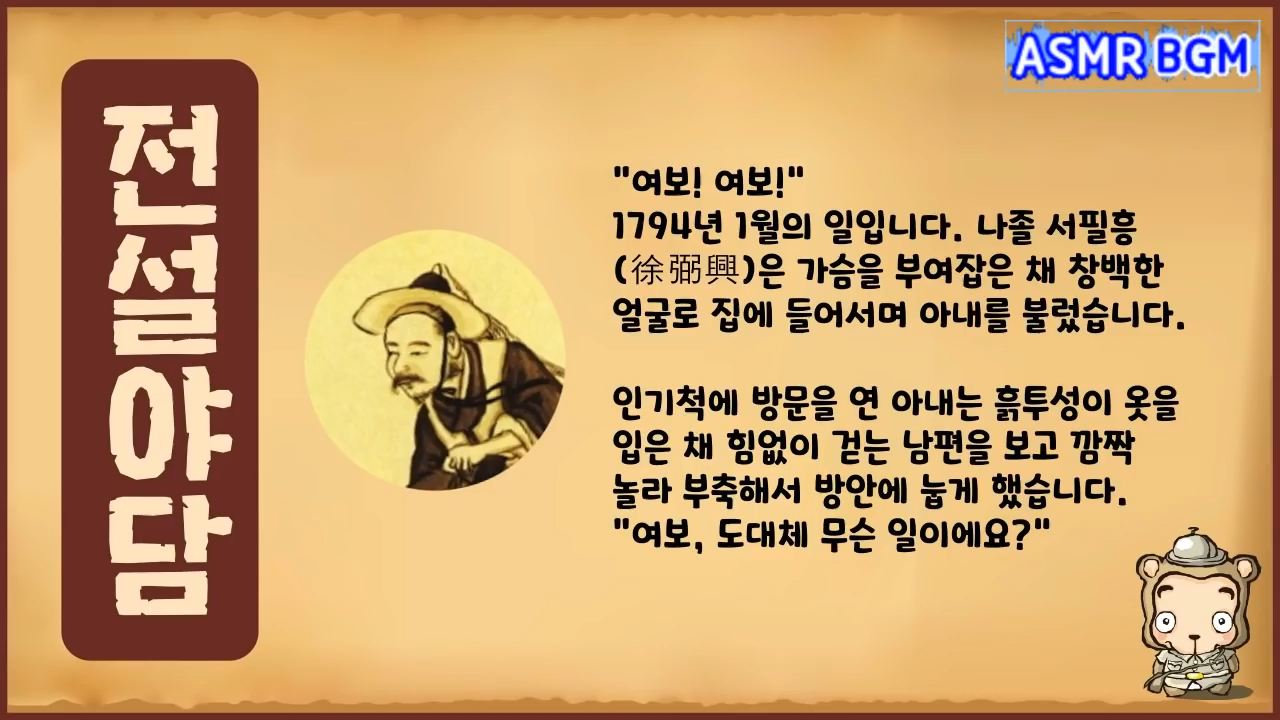 전설야담
ASMR BGM
"여보! 여보!"
1794년 1월의 일입니다. 나졸 서필흥
(徐弼興)은 가슴을 부여잡은 채 창백한
얼굴로 집에 들어서며 아내를 불렀습니다.
인기척에 방문을 연 아내는 흙투성이 옷을
입은 채 힘없이 걷는 남편을 보고 깜짝
놀라 부축해서 방안에 눕게 했습니다.
"여보, 도대체 무슨 일이에요?"